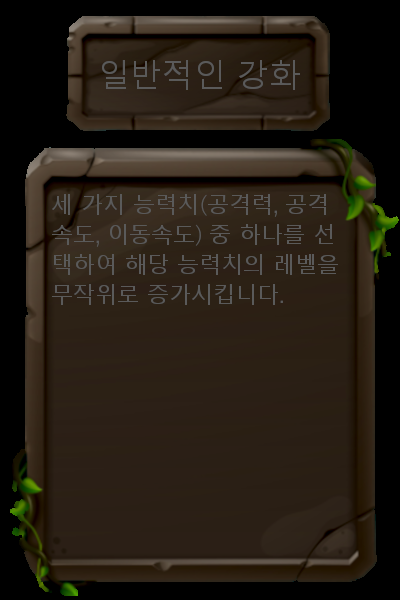 일반적인 강화
세 가지 능력치(공격력, 공격
속도, 이동속도) 중 하나를 선
택하여 해당 능력치의 레벨을
무작위로 증가시킵니다.